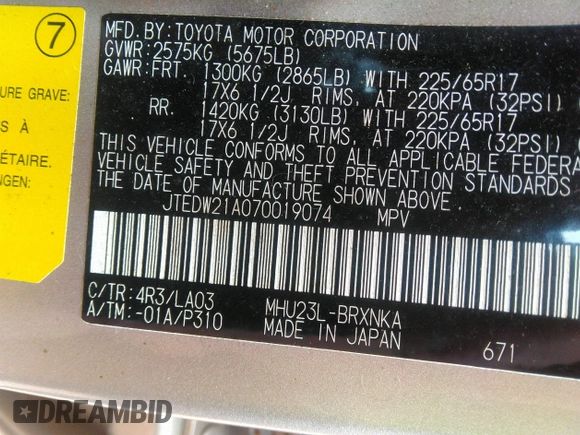 7
URE GRAVE:
S À
ÉTAIRE.
NGEN:
MFD. BY: TOYOTA MOTOR CORPORATION
GVWR: 2575KG (5675LB)
GAWR: FRT. 1300KG (2865LB) WITH 225/65R17
17X6 1/2J RIMS, AT 220KPA (32PSI)
RR. 1420KG (3130LB) WITH 225/65R17
17X6 1/2J RIMS, AT 220KPA (32PSI)
THIS VEHICLE CONFORMS TO ALL APPLICABLE FEDERA
VEHICLE SAFETY AND THEFT PREVENTION STANDARDS
THE DATE OF MANUFACTURE SHOWN ABOVE.
JTEDW21A070019074 MPV
C/TR: 4R3/LA03 MHU23L-BRXNKA
A/TM: -01A/P310 MADE IN JAPAN
671
DREAMBID